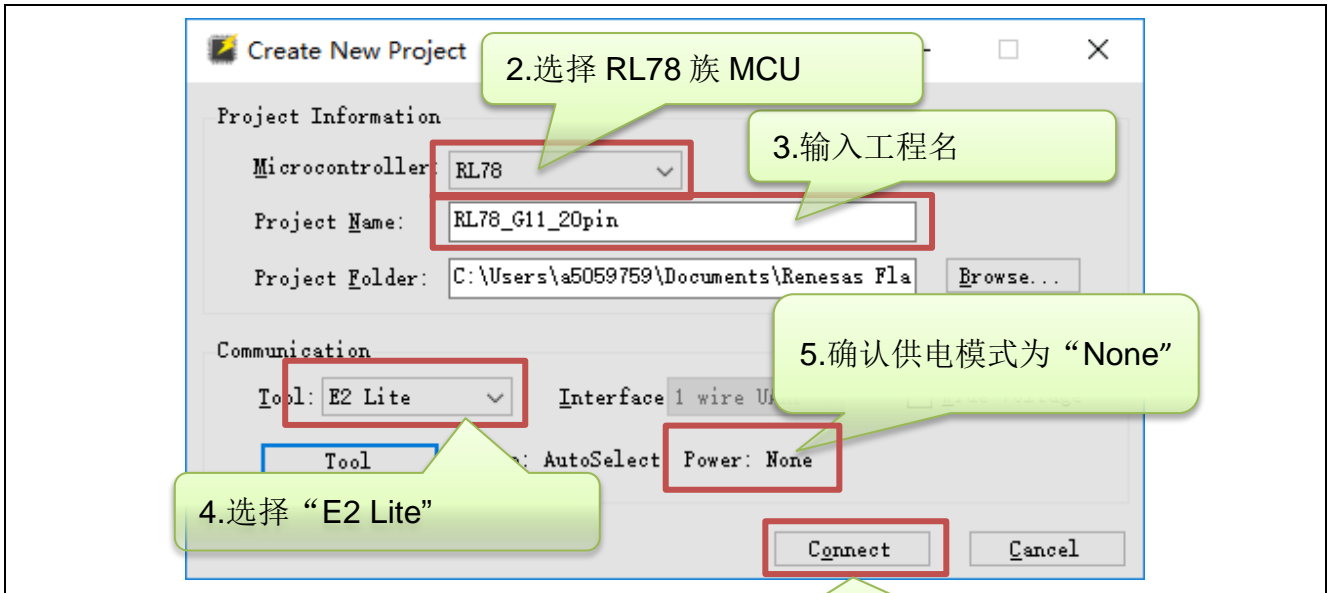 Create New Project
2.选择 RL78 族 MCU
Project Information
3.输入工程名
Microcontroller:
RL78
Project Name:
RL78_G11_20pin
Project Folder:
C:\Users\a5059759\Documents\Renesas Fla
Browse...
Communication
5.确认供电模式为“None”
Tool:
E2 Lite
Interface
1 wire
Tool
: AutoSelect
Power: None
4.选择“E2 Lite”
Connect
Cancel